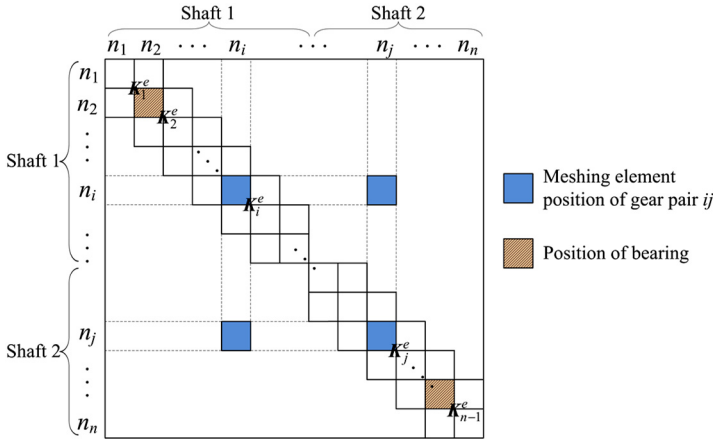 Shaft 1 Shaft 2
n₁ n₂ ··· nᵢ ··· nⱼ ··· nₙ
n₁
K₁ᵉ
n₂
K₂ᵉ
Shaft 1
nᵢ
Kᵢᵉ
Meshing element
position of gear pair ij
Position of bearing
nⱼ
Shaft 2
Kⱼᵉ
Kₙ₋₁ᵉ
nₙ